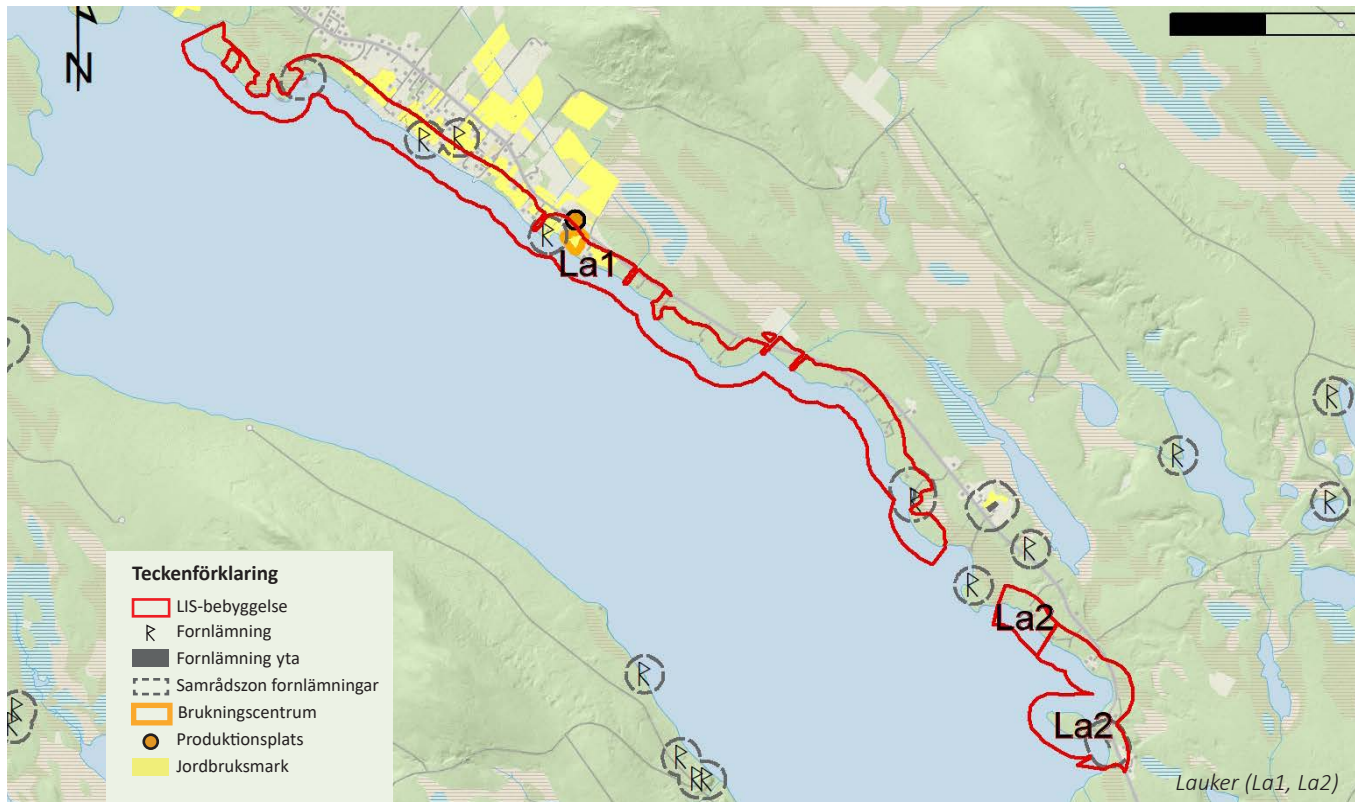 N
La1
La2
La2
Teckenförklaring
LIS-bebyggelse
Fornlämning
Fornlämning yta
Samrådszon fornlämningar
Brukningscentrum
Produktionsplats
Jordbruksmark
Lauker (La1, La2)